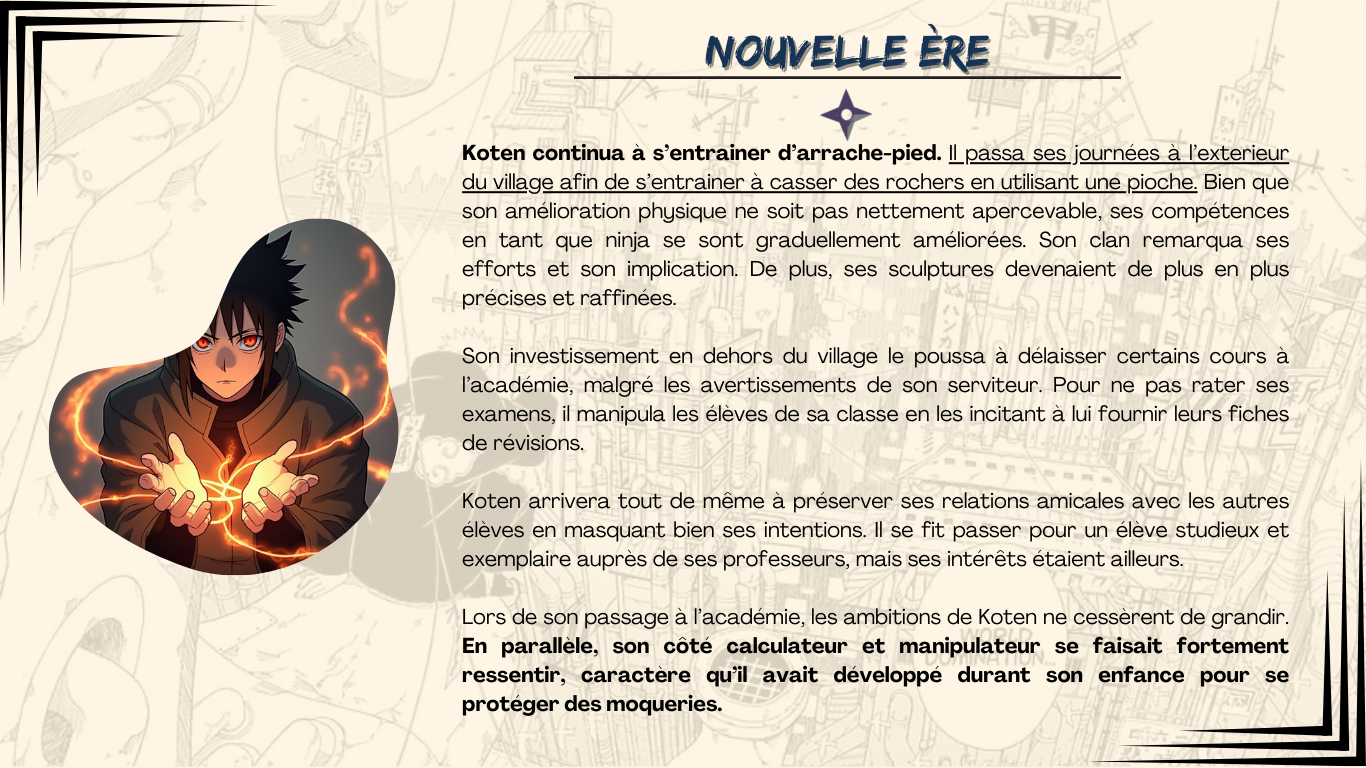 NOUVELLE ÈRE
Koten continua à s'entrainer d'arrache-pied. Il passa ses journées à l'exterieur
du village afin de s'entrainer à casser des rochers en utilisant une pioche. Bien que
son amélioration physique ne soit pas nettement apercevable, ses compétences
en tant que ninja se sont graduellement améliorées. Son clan remarqua ses
efforts et son implication. De plus, ses sculptures devenaient de plus en plus
précises et raffinées.
Son investissement en dehors du village le poussa à délaisser certains cours à
l'académie, malgré les avertissements de son serviteur. Pour ne pas rater ses
examens, il manipula les élèves de sa classe en les incitant à lui fournir leurs fiches
de révisions.
Koten arrivera tout de même à préserver ses relations amicales avec les autres
élèves en masquant bien ses intentions. Il se fit passer pour un élève studieux et
exemplaire auprès de ses professeurs, mais ses intérêts étaient ailleurs.
Lors de son passage à l'académie, les ambitions de Koten ne cessèrent de grandir.
En parallèle, son côté calculateur et manipulateur se faisait fortement
ressentir, caractère qu'il avait développé durant son enfance pour se
protéger des moqueries.